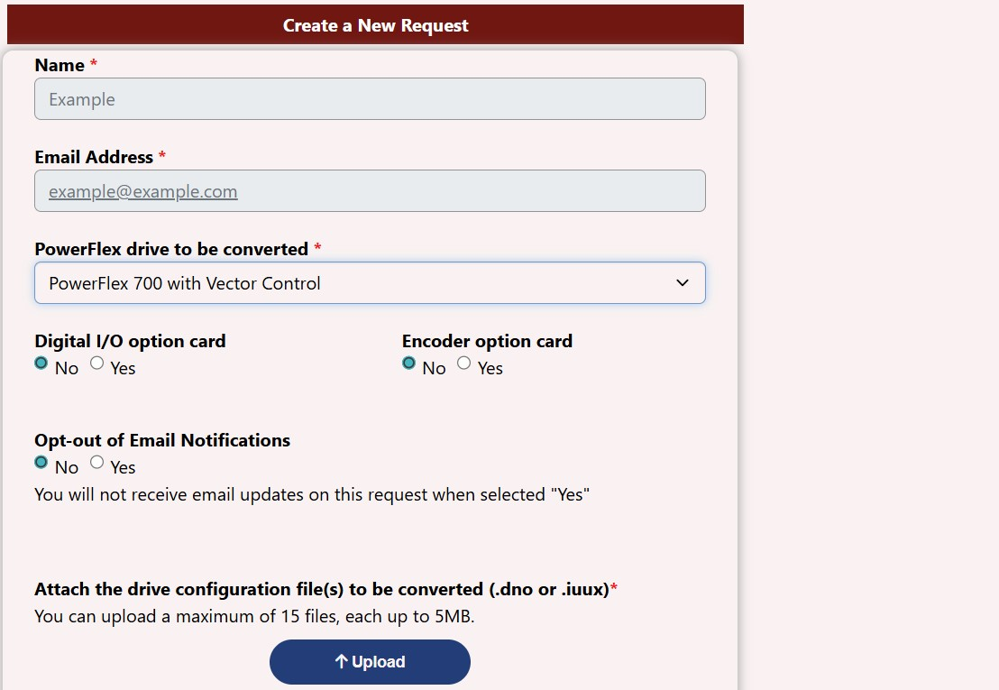 Create a New Request
Name *
Example
Email Address *
example@example.com
PowerFlex drive to be converted *
PowerFlex 700 with Vector Control
Digital I/O option card
Encoder option card
No Yes
No Yes
Opt-out of Email Notifications
No Yes
You will not receive email updates on this request when selected "Yes"
Attach the drive configuration file(s) to be converted (.dno or .iuux)*
You can upload a maximum of 15 files, each up to 5MB.
Upload